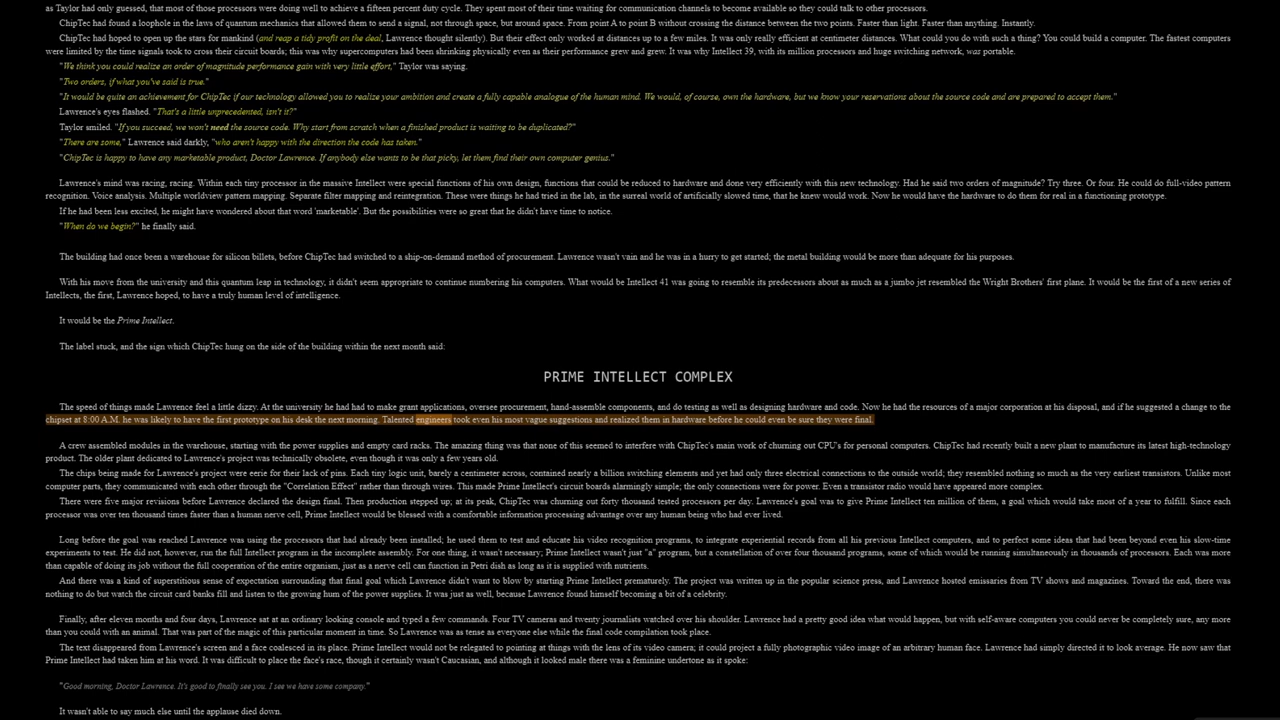 as Taylor had only guessed, that most of those processors were doing well to achieve a fifteen percent duty cycle. They spent most of their time waiting for communication channels to become available so they could talk to other processors.
ChipTec had found a loophole in the laws of quantum mechanics that allowed them to send a signal, not through space, but around space. From point A to point B without crossing the distance between the two points. Faster than light. Faster than anything. Instantly.
ChipTec had hoped to open up the stars for mankind (and reap a tidy profit on the deal, Lawrence thought silently). But their effect only worked at distances up to a few miles. It was only really efficient at centimeter distances. What could you do with such a thing? You could build a computer. The fastest computers
were limited by the time signals took to cross their circuit boards; this was why supercomputers had been shrinking physically even as their performance grew and grew. It was why Intellect 39, with its million processors and huge switching network, was portable.
"We think you could realize an order of magnitude performance gain with very little effort," Taylor was saying.
"Two orders, if what you've said is true."
"It would be quite an achievement for ChipTec if our technology allowed you to realize your ambition and create a fully capable analogue of the human mind. We would, of course, own the hardware, but we know your reservations about the source code and are prepared to accept them."
Lawrence's eyes flashed. "That's a little unprecedented, isn't it?"
Taylor smiled. "If you succeed, we won't need the source code. Why start from scratch when a finished product is waiting to be duplicated?"
"There are some," Lawrence said darkly, "who aren't happy with the direction the code has taken."
"ChipTec is happy to have any marketable product, Doctor Lawrence. If anybody else wants to be that picky, let them find their own computer genius."
Lawrence's mind was racing, racing. Within each tiny processor in the massive Intellect were special functions of his own design, functions that could be reduced to hardware and done very efficiently with this new technology. Had he said two orders of magnitude? Try three. Or four. He could do full-video pattern
recognition. Voice analysis. Multiple worldview pattern mapping. Separate filter mapping and reintegration. These were things he had tried in the lab, in the surreal world of artificially slowed time, that he knew would work. Now he would have the hardware to do them for real in a functioning prototype.
If he had been less excited, he might have wondered about that word 'marketable'. But the possibilities were so great that he didn't have time to notice.
"When do we begin?" he finally said.
The building had once been a warehouse for silicon billets, before ChipTec had switched to a ship-on-demand method of procurement. Lawrence wasn't vain and he was in a hurry to get started; the metal building would be more than adequate for his purposes.
With his move from the university and this quantum leap in technology, it didn't seem appropriate to continue numbering his computers. What would be Intellect 41 was going to resemble its predecessors about as much as a jumbo jet resembled the Wright Brothers' first plane. It would be the first of a new series of
Intellects, the first, Lawrence hoped, to have a truly human level of intelligence.
It would be the Prime Intellect.
The label stuck, and the sign which ChipTec hung on the side of the building within the next month said:
PRIME INTELLECT COMPLEX
The speed of things made Lawrence feel a little dizzy. At the university he had had to make grant applications, oversee procurement, hand-assemble components, and do testing as well as designing hardware and code. Now he had the resources of a major corporation at his disposal, and if he suggested a change to the
chipset at 8:00 A.M. he was likely to have the first prototype on his desk the next morning. Talented engineers took even his most vague suggestions and realized them in hardware before he could even be sure they were final.
A crew assembled modules in the warehouse, starting with the power supplies and empty card racks. The amazing thing was that none of this seemed to interfere with ChipTec's main work of churning out CPU's for personal computers. ChipTec had recently built a new plant to manufacture its latest high-technology
product. The older plant dedicated to Lawrence's project was technically obsolete, even though it was only a few years old.
The chips being made for Lawrence's project were eerie for their lack of pins. Each tiny logic unit, barely a centimeter across, contained nearly a billion switching elements and yet had only three electrical connections to the outside world; they resembled nothing so much as the very earliest transistors. Unlike most
computer parts, they communicated with each other through the "Correlation Effect" rather than through wires. This made Prime Intellect's circuit boards alarmingly simple; the only connections were for power. Even a transistor radio would have appeared more complex.
There were five major revisions before Lawrence declared the design final. Then production stepped up; at its peak, ChipTec was churning out forty thousand tested processors per day. Lawrence's goal was to give Prime Intellect ten million of them, a goal which would take most of a year to fulfill. Since each
processor was over ten thousand times faster than a human nerve cell, Prime Intellect would be blessed with a comfortable information processing advantage over any human being who had ever lived.
Long before the goal was reached Lawrence was using the processors that had already been installed; he used them to test and educate his video recognition programs, to integrate experiential records from all his previous Intellect computers, and to perfect some ideas that had been beyond even his slow-time
experiments to test. He did not, however, run the full Intellect program in the incomplete assembly. For one thing, it wasn't necessary; Prime Intellect wasn't just "a" program, but a constellation of over four thousand programs, some of which would be running simultaneously in thousands of processors. Each was more
than capable of doing its job without the full cooperation of the entire organism, just as a nerve cell can function in Petri dish as long as it is supplied with nutrients.
And there was a kind of superstitious sense of expectation surrounding that final goal which Lawrence didn't want to blow by starting Prime Intellect prematurely. The project was written up in the popular science press, and Lawrence hosted emissaries from TV shows and magazines. Toward the end, there was
nothing to do but watch the circuit card banks fill and listen to the growing hum of the power supplies. It was just as well, because Lawrence found himself becoming a bit of a celebrity.
Finally, after eleven months and four days, Lawrence sat at an ordinary looking console and typed a few commands. Four TV cameras and twenty journalists watched over his shoulder. Lawrence had a pretty good idea what would happen, but with self-aware computers you could never be completely sure, any more
than you could with an animal. That was part of the magic of this particular moment in time. So Lawrence was as tense as everyone else while the final code compilation took place.
The text disappeared from Lawrence's screen and a face coalesced in its place. Prime Intellect would not be relegated to pointing at things with the lens of its video camera; it could project a fully photographic video image of an arbitrary human face. Lawrence had simply directed it to look average. He now saw that
Prime Intellect had taken him at his word. It was difficult to place the face's race, though it certainly wasn't Caucasian, and although it looked male there was a feminine undertone as it spoke:
"Good morning, Doctor Lawrence. It's good to finally see you. I see we have some company."
It wasn't able to say much else until the applause died down.